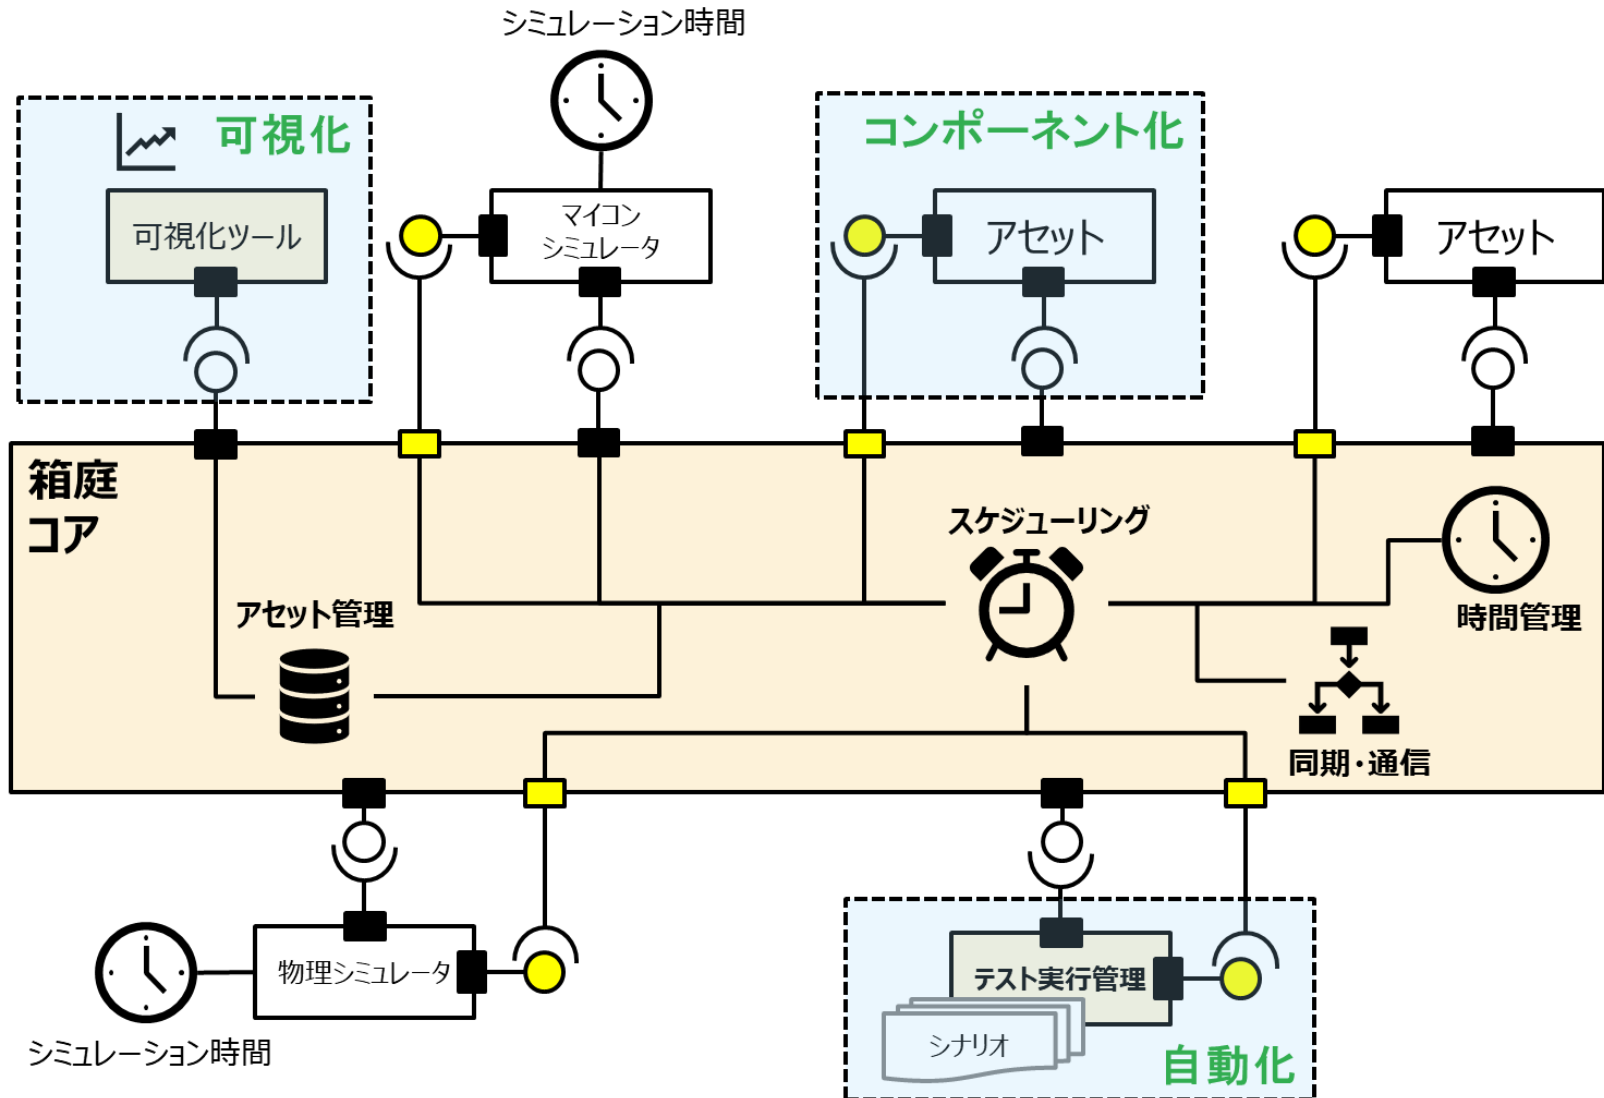 シミュレーション時間
可視化
コンポーネント化
可視化ツール
マイコン
シミュレータ
アセット
アセット
箱庭
コア
スケジューリング
アセット管理
時間管理
同期・通信
物理シミュレータ
テスト実行管理
シナリオ
シミュレーション時間
自動化